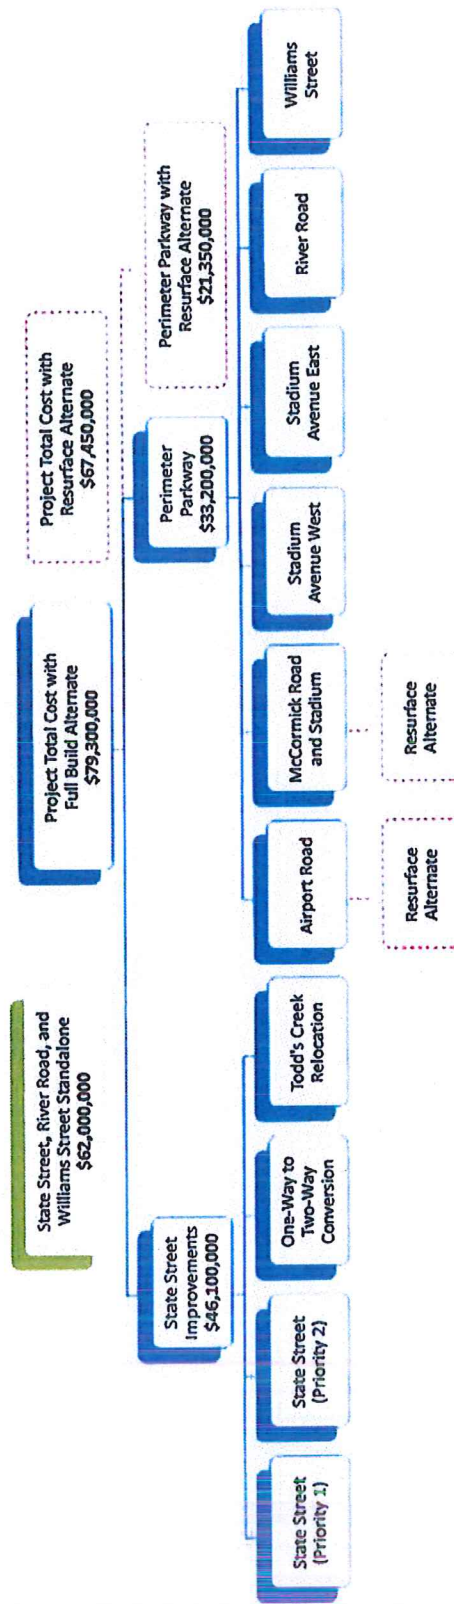 State Street, River Road, and
Williams Street Standalone
$62,000,000
Project Total Cost with
Full Build Alternate
$79,300,000
Project Total Cost with
Resurface Alternate
$67,450,000
State Street
Improvements
$46,100,000
Perimeter
Parkway
$33,200,000
Perimeter Parkway with
Resurface Alternate
$21,350,000
State Street
(Priority 1)
State Street
(Priority 2)
One-Way to
Two-Way
Conversion
Todd's Creek
Relocation
Airport Road
McCormick Road
and Stadium
Stadium
Avenue West
Stadium
Avenue East
River Road
Williams
Street
Resurface
Alternate
Resurface
Alternate